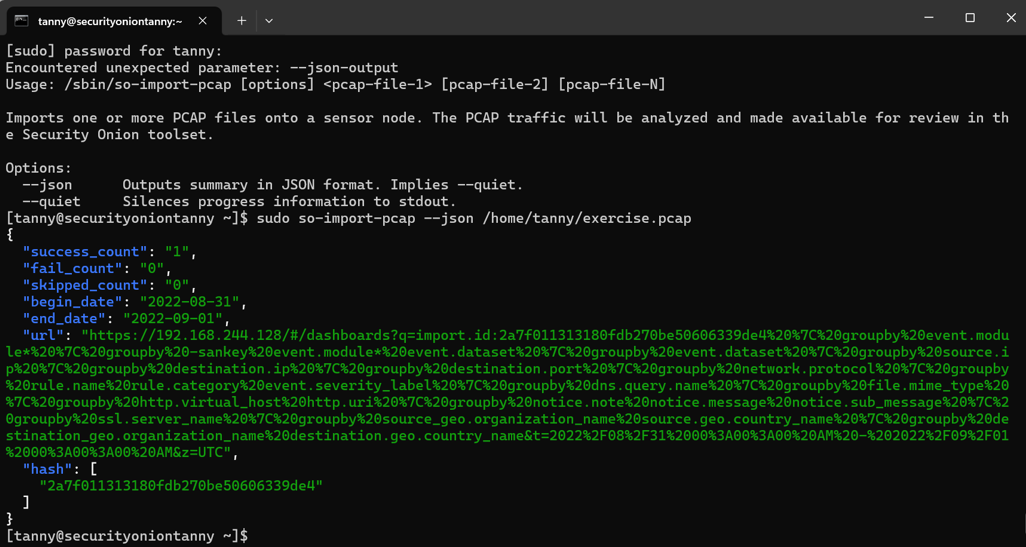 tanny@securityoniontanny:~
[sudo] password for tanny:
Encountered unexpected parameter: --json-output
Usage: /sbin/so-import-pcap [options] <pcap-file-1> [pcap-file-2] [pcap-file-N]
Imports one or more PCAP files onto a sensor node. The PCAP traffic will be analyzed and made available for review in th
e Security Onion toolset.
Options:
  --json      Outputs summary in JSON format. Implies --quiet.
  --quiet     Silences progress information to stdout.
[tanny@securityoniontanny ~]$ sudo so-import-pcap --json /home/tanny/exercise.pcap
{
  "success_count": "1",
  "fail_count": "0",
  "skipped_count": "0",
  "begin_date": "2022-08-31",
  "end_date": "2022-09-01",
  "url": "https://192.168.244.128/#/dashboards?q=import.id:2a7f011313180fdb270be50606339de4%20%7C%20groupby%20event.modu
le*%20%7C%20groupby%20-sankey%20event.module*%20event.dataset%20%7C%20groupby%20event.dataset%20%7C%20groupby%20source.i
p%20%7C%20groupby%20destination.ip%20%7C%20groupby%20destination.port%20%7C%20groupby%20network.protocol%20%7C%20groupby
%20rule.name%20rule.category%20event.severity_label%20%7C%20groupby%20dns.query.name%20%7C%20groupby%20file.mime_type%20
%7C%20groupby%20http.virtual_host%20http.uri%20%7C%20groupby%20notice.note%20notice.message%20notice.sub_message%20%7C%2
0groupby%20ssl.server_name%20%7C%20groupby%20source_geo.organization_name%20source.geo.country_name%20%7C%20groupby%20de
stination_geo.organization_name%20destination.geo.country_name&t=2022%2F08%2F31%2000%3A00%3A00%20AM%20-%202022%2F09%2F01
%2000%3A00%3A00%20AM&z=UTC",
  "hash": [
    "2a7f011313180fdb270be50606339de4"
  ]
}
[tanny@securityoniontanny ~]$